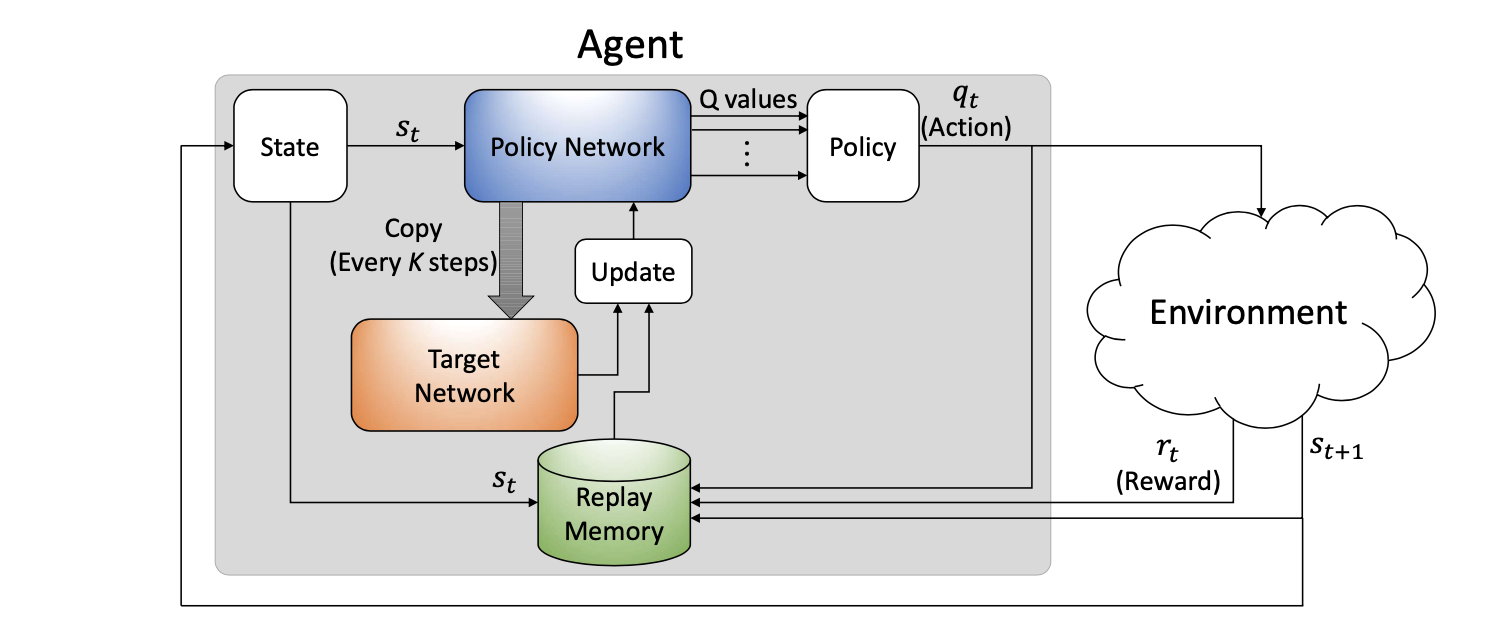 Agent
State
s_t
Policy Network
Q values
⋮
Policy
q_t
(Action)
Copy
(Every K steps)
Update
Target
Network
Environment
s_t
Replay
Memory
r_t
(Reward)
s_{t+1}